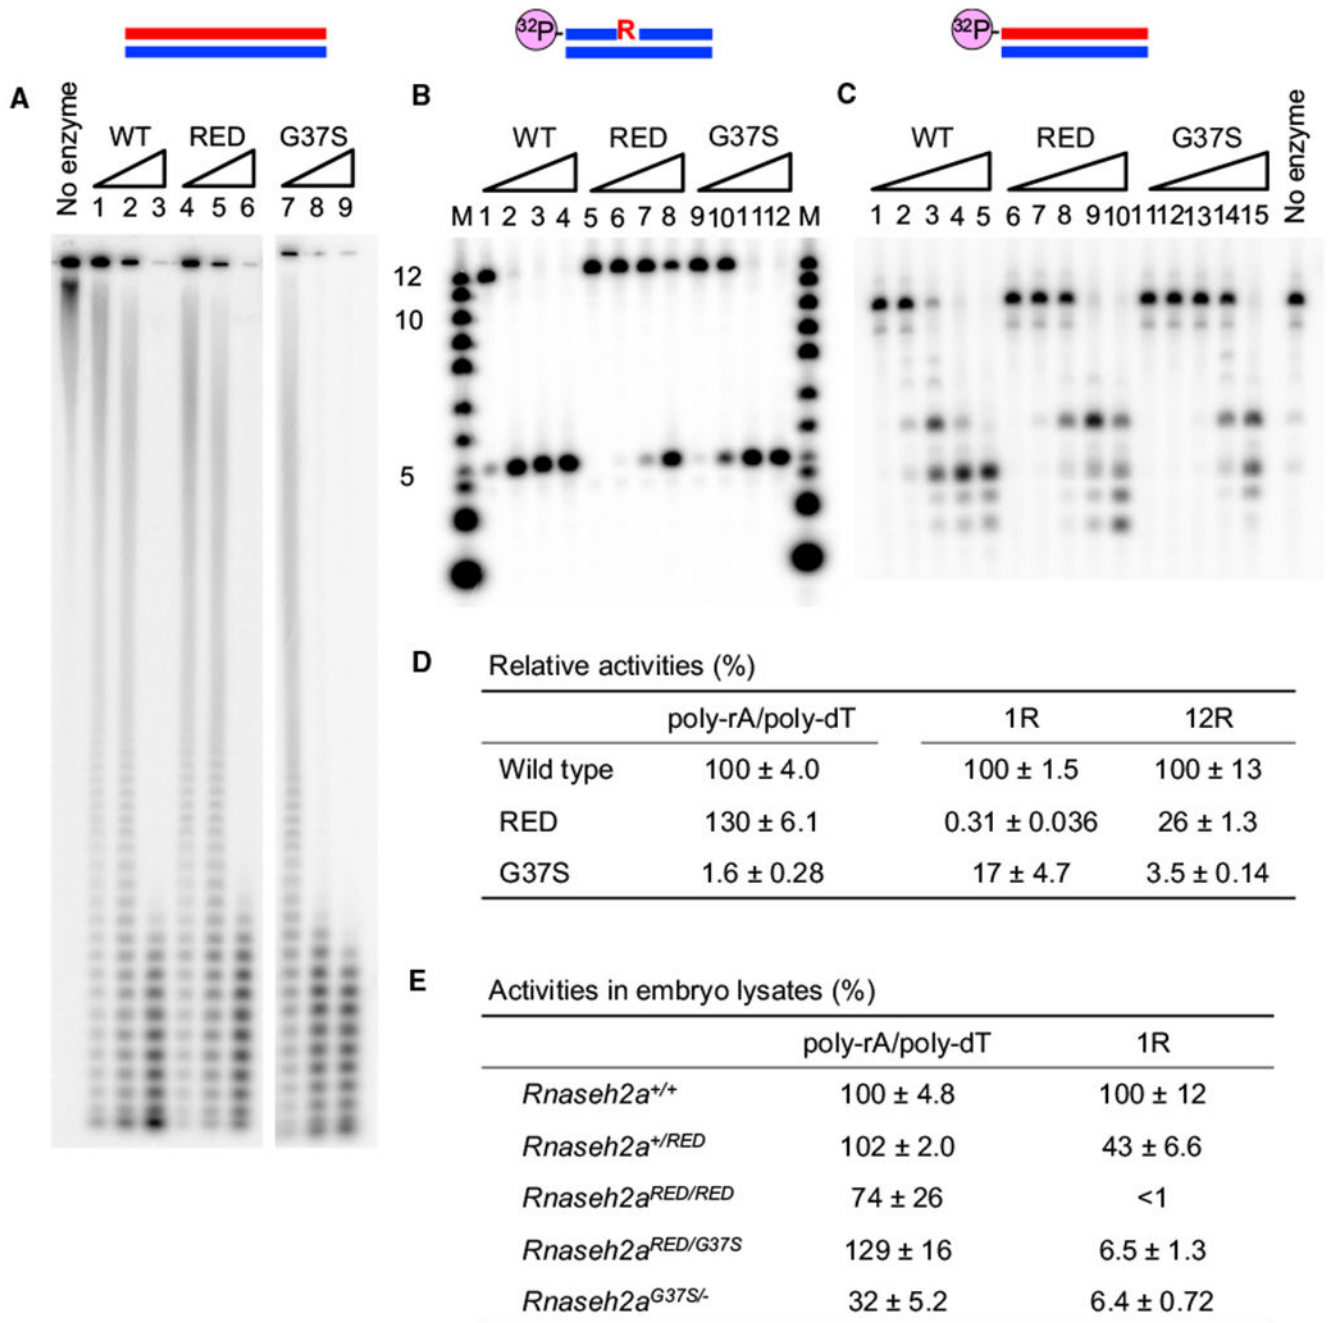 ³²P- R
³²P-
A
No enzyme
WT RED G37S
1 2 3 4 5 6 7 8 9
B
WT RED G37S
M 1 2 3 4 5 6 7 8 9 10 11 12 M
12
10
5
C
WT RED G37S
No enzyme
1 2 3 4 5 6 7 8 9 10 11 12 13 14 15
D Relative activities (%)
poly-rA/poly-dT 1R 12R
Wild type 100 ± 4.0 100 ± 1.5 100 ± 13
RED 130 ± 6.1 0.31 ± 0.036 26 ± 1.3
G37S 1.6 ± 0.28 17 ± 4.7 3.5 ± 0.14
E Activities in embryo lysates (%)
poly-rA/poly-dT 1R
Rnaseh2a+/+ 100 ± 4.8 100 ± 12
Rnaseh2a+/RED 102 ± 2.0 43 ± 6.6
Rnaseh2aRED/RED 74 ± 26 <1
Rnaseh2aRED/G37S 129 ± 16 6.5 ± 1.3
Rnaseh2aG37S/- 32 ± 5.2 6.4 ± 0.72